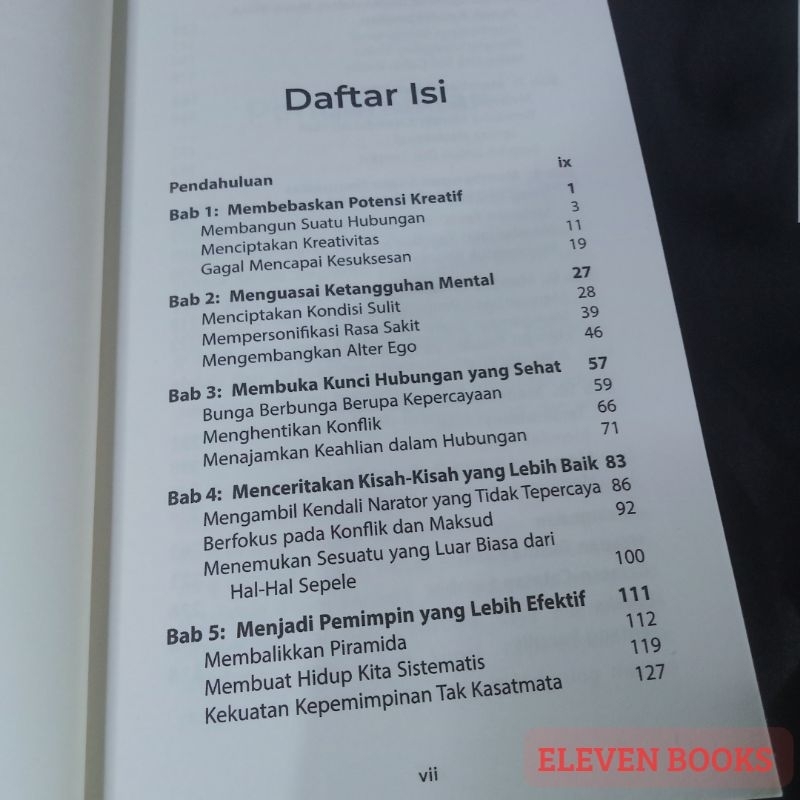 Daftar Isi
Pendahuluan ix
Bab 1: Membebaskan Potensi Kreatif 1
Membangun Suatu Hubungan 3
Menciptakan Kreativitas 11
Gagal Mencapai Kesuksesan 19
Bab 2: Menguasai Ketangguhan Mental 27
Menciptakan Kondisi Sulit 28
Mempersonifikasi Rasa Sakit 39
Mengembangkan Alter Ego 46
Bab 3: Membuka Kunci Hubungan yang Sehat 57
Bunga Berbunga Berupa Kepercayaan 59
Menghentikan Konflik 66
Menajamkan Keahlian dalam Hubungan 71
Bab 4: Menceritakan Kisah-Kisah yang Lebih Baik 83
Mengambil Kendali Narator yang Tidak Tepercaya 86
Berfokus pada Konflik dan Maksud 92
Menemukan Sesuatu yang Luar Biasa dari
Hal-Hal Sepele 100
Bab 5: Menjadi Pemimpin yang Lebih Efektif 111
Membalikkan Piramida 112
Membuat Hidup Kita Sistematis 119
Kekuatan Kepemimpinan Tak Kasatmata 127
vii
ELEVEN BOOKS